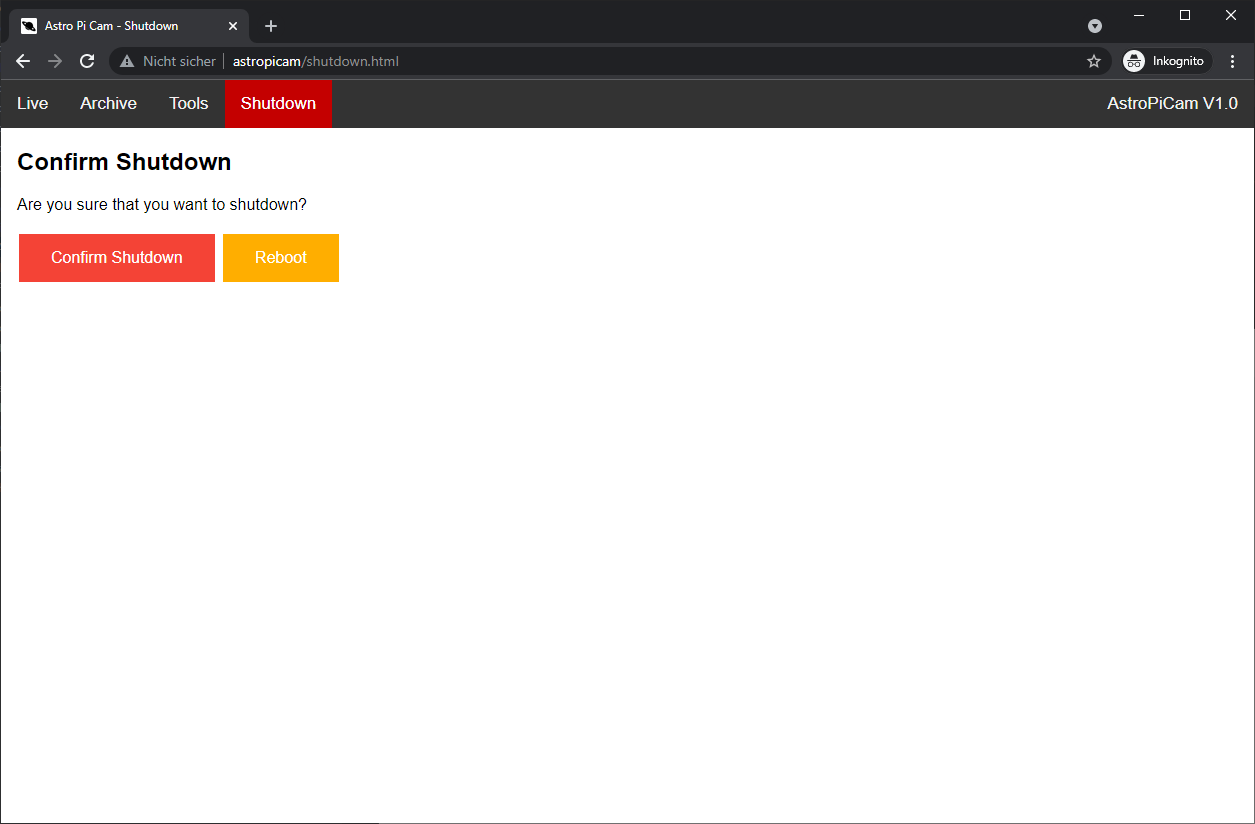 Astro Pi Cam - Shutdown
Nicht sicher astropicam/shutdown.html Inkognito
Live Archive Tools Shutdown AstroPiCam V1.0
Confirm Shutdown
Are you sure that you want to shutdown?
Confirm Shutdown Reboot